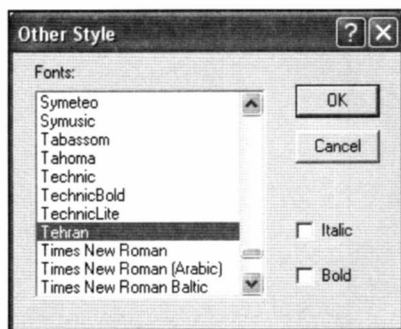 Other Style
Fonts:
Symeteo
Symusic
Tabassom
Tahoma
Technic
TechnicBold
TechnicLite
Tehran
Times New Roman
Times New Roman (Arabic)
Times New Roman Baltic
OK
Cancel
Italic
Bold